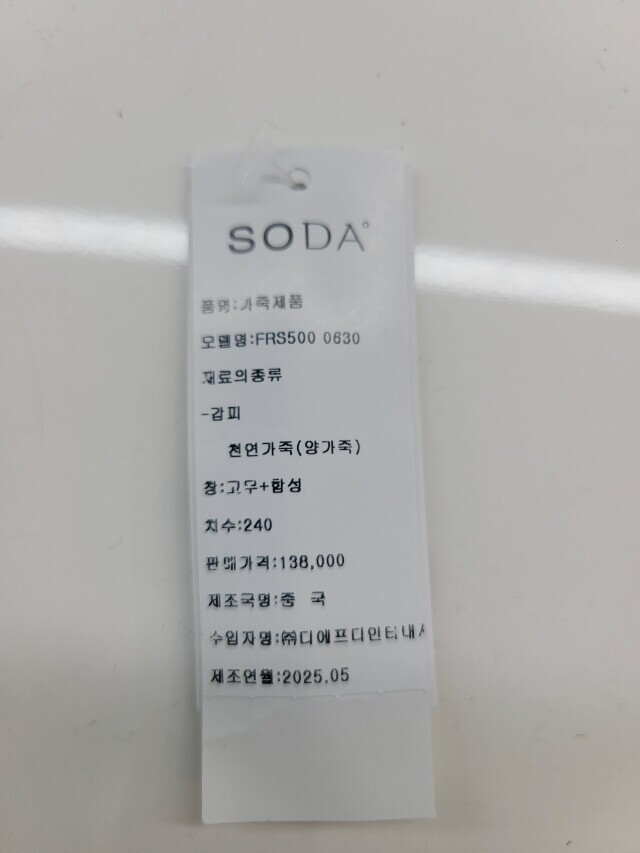 SODA
품명:가죽제품
모델명:FRS500 0630
재료의종류
-갑피
천연가죽(양가죽)
창:고무+합성
치수:240
판매가격:138,000
제조국명:중 국
수입자명:㈜디에프디인터내
제조연월:2025.05